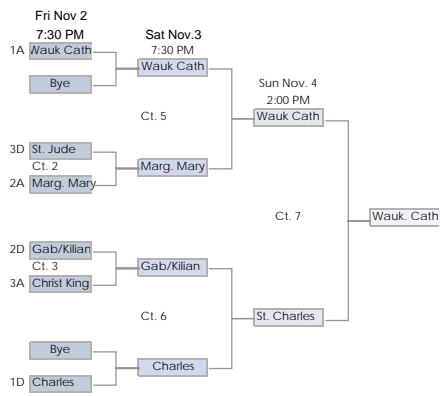 Fri Nov 2
7:30 PM
Sat Nov.3
7:30 PM
1A Wauk Cath
Wauk Cath
Bye
Sun Nov. 4
2:00 PM
Ct. 5
Wauk Cath
3D St. Jude
Ct. 2
Marg. Mary
2A Marg. Mary
Ct. 7
Wauk. Cath
2D Gab/Kilian
Ct. 3
Gab/Kilian
3A Christ King
Ct. 6
St. Charles
Bye
Charles
1D Charles